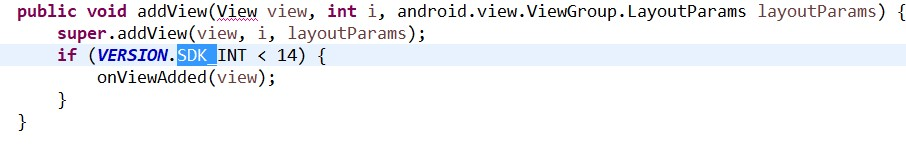 public void addView(View view, int i, android.view.ViewGroup.LayoutParams layoutParams) {
super.addView(view, i, layoutParams);
if (VERSION.SDK_INT < 14) {
onViewAdded(view);
}
}